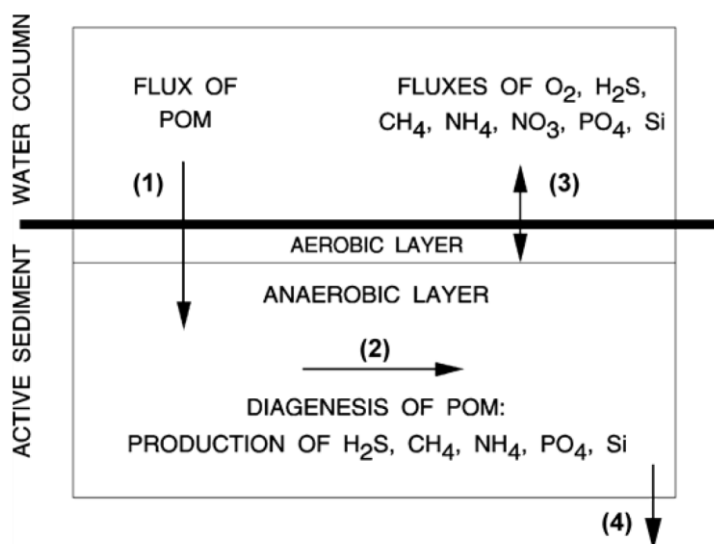 WATER COLUMN
FLUX OF
POM
(1)
FLUXES OF O₂, H₂S,
CH₄, NH₄, NO₃, PO₄, Si
(3)
ACTIVE SEDIMENT
AEROBIC LAYER
ANAEROBIC LAYER
(2)
DIAGENESIS OF POM:
PRODUCTION OF H₂S, CH₄, NH₄, PO₄, Si
(4)